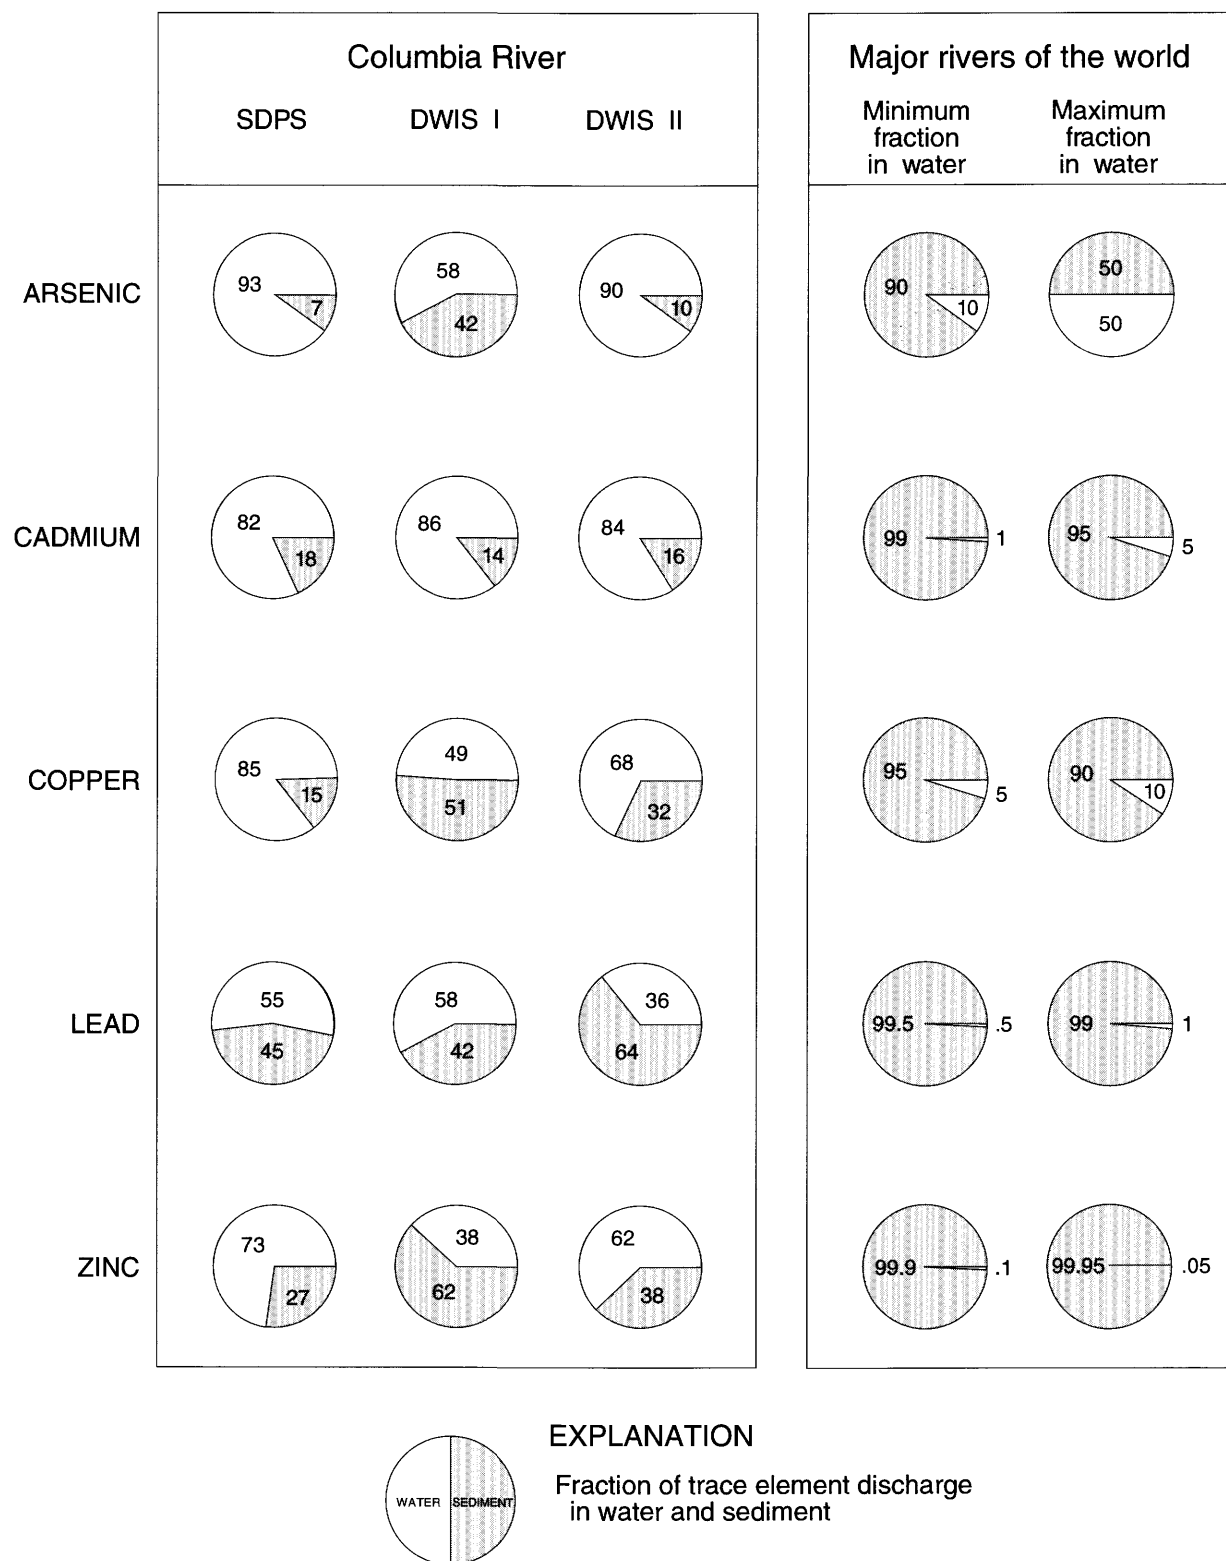 Columbia River
SDPS DWIS I DWIS II
Major rivers of the world
Minimum fraction in water
Maximum fraction in water
ARSENIC
93 7 58 42 90 10 90 10 50 50
CADMIUM
82 18 86 14 84 16 99 1 95 5
COPPER
85 15 49 51 68 32 95 5 90 10
LEAD
55 45 58 42 36 64 99.5 .5 99 1
ZINC
73 27 38 62 62 38 99.9 .1 99.95 .05
EXPLANATION
WATER SEDIMENT
Fraction of trace element discharge
in water and sediment